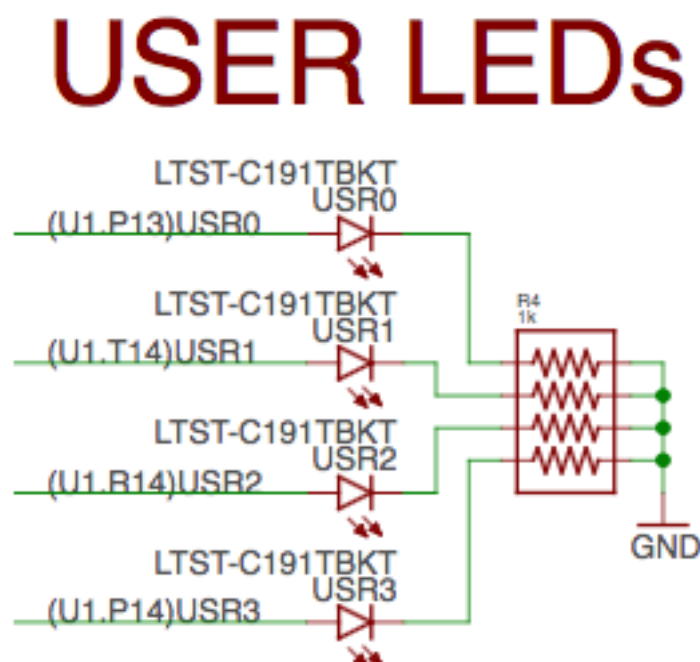 USER LEDs
LTST-C191TBKT
USR0
(U1.P13)USR0
LTST-C191TBKT
USR1
(U1.T14)USR1
R4
1k
LTST-C191TBKT
USR2
(U1.R14)USR2
GND
LTST-C191TBKT
USR3
(U1.P14)USR3